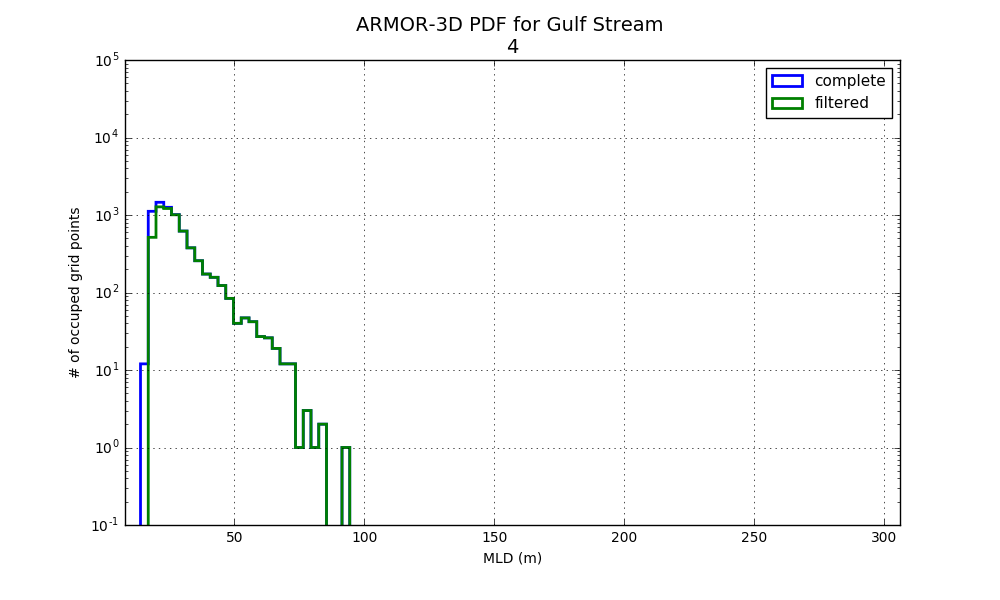 ARMOR-3D PDF for Gulf Stream
4
complete
filtered
10^5
10^4
10^3
10^2
10^1
10^0
10^-1
# of occuped grid points
50 100 150 200 250 300
MLD (m)